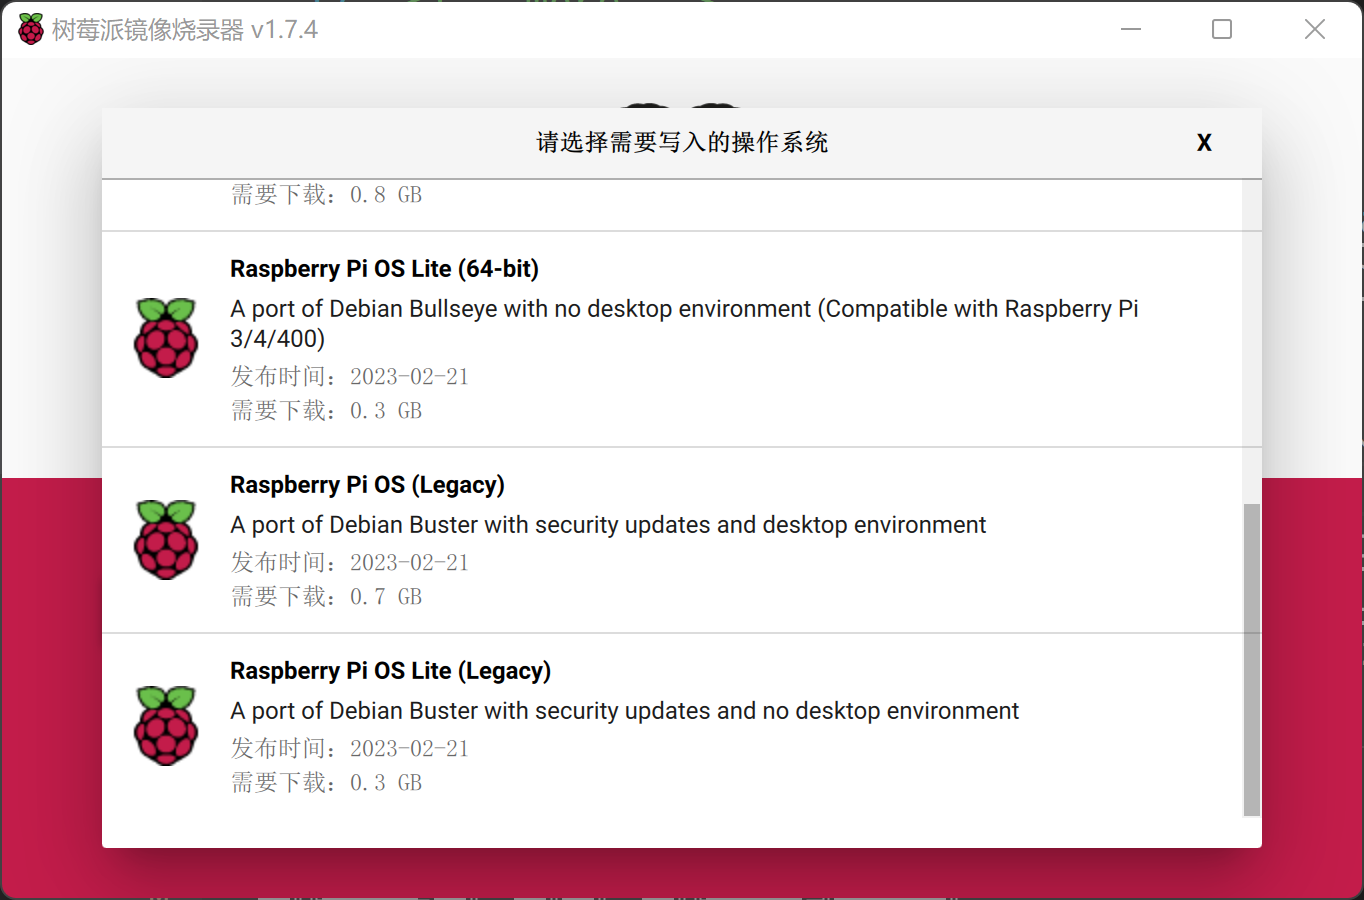 树莓派镜像烧录器 v1.7.4
请选择需要写入的操作系统
X
需要下载：0.8 GB
Raspberry Pi OS Lite (64-bit)
A port of Debian Bullseye with no desktop environment (Compatible with Raspberry Pi
3/4/400)
发布时间：2023-02-21
需要下载：0.3 GB
Raspberry Pi OS (Legacy)
A port of Debian Buster with security updates and desktop environment
发布时间：2023-02-21
需要下载：0.7 GB
Raspberry Pi OS Lite (Legacy)
A port of Debian Buster with security updates and no desktop environment
发布时间：2023-02-21
需要下载：0.3 GB